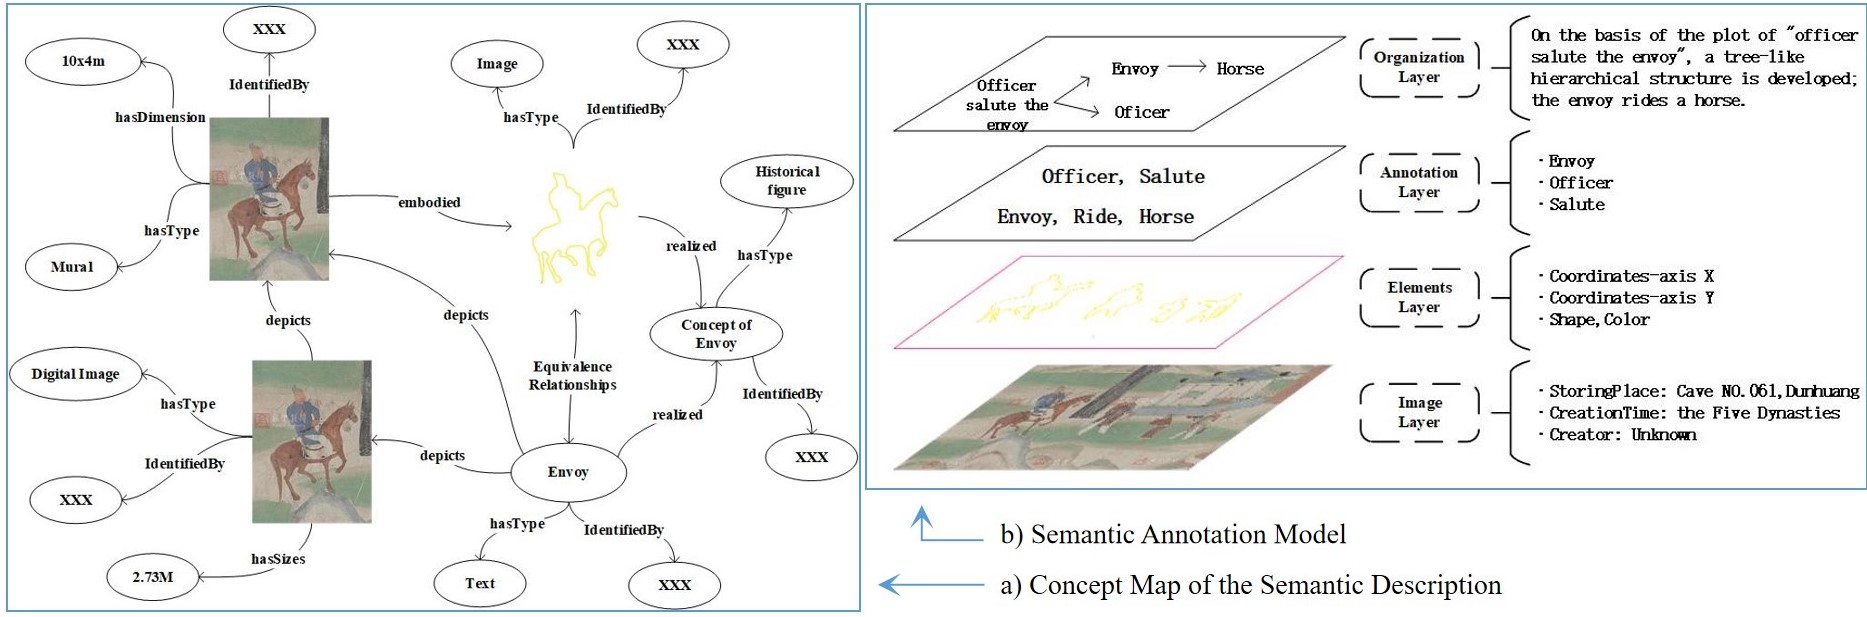 XXX
10x4m
IdentifiedBy
hasDimension
hasType
Mural
depicts
Digital Image
hasType
IdentifiedBy
XXX
hasSizes
2.73M
embodied
depicts
depicts
Image
XXX
hasType
IdentifiedBy
Historical
figure
realized
hasType
Concept of
Envoy
Equivalence
Relationships
realized
IdentifiedBy
XXX
Envoy
hasType
IdentifiedBy
Text
XXX
Officer
salute the
envoy
Envoy
Horse
Oficer
Organization
Layer
On the basis of the plot of "officer
salute the envoy", a tree-like
hierarchical structure is developed;
the envoy rides a horse.
Officer, Salute
Envoy, Ride, Horse
Annotation
Layer
· Envoy
· Officer
· Salute
Elements
Layer
· Coordinates-axis X
· Coordinates-axis Y
· Shape,Color
Image
Layer
· StoringPlace: Cave NO.061,Dunhuang
· CreationTime: the Five Dynasties
· Creator: Unknown
b) Semantic Annotation Model
a) Concept Map of the Semantic Description